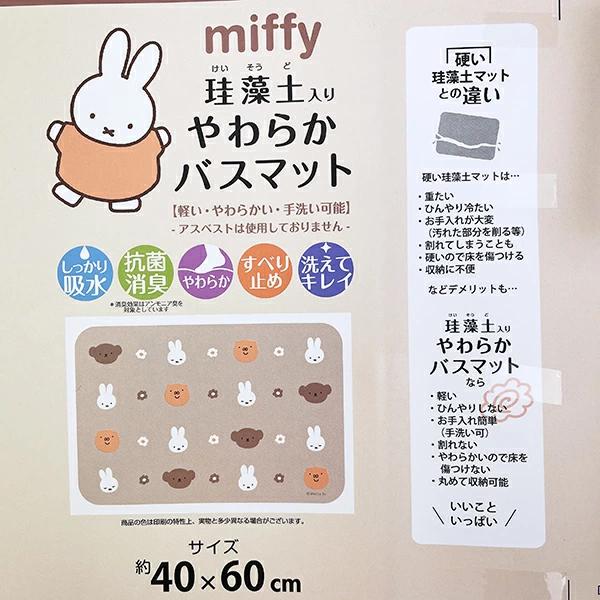 miffy
けい そう ど
珪藻土入り
やわらか
バスマット
【軽い・やわらかい・手洗い可能】
- アスベストは使用しておりません -
しっかり
吸水
抗菌
消臭
やわらか
すべり
止め
洗えて
キレイ
＊消臭効果はアンモニア臭を
対象としています
商品の色は印刷の特性上、実物と多少異なる場合がございます。
サイズ
約40×60cm
硬い
珪藻土マット
との違い
硬い珪藻土マットは…
・重たい
・ひんやり冷たい
・お手入れが大変
（汚れた部分を削る等）
・割れてしまうことも
・硬いので床を傷つける
・収納に不便
などデメリットも…
けい そう ど
珪藻土入り
やわらか
バスマット
なら
・軽い
・ひんやりしない
・お手入れ簡単
（手洗い可）
・割れない
・やわらかいので床を
傷つけない
・丸めて収納可能
いいこと
いっぱい